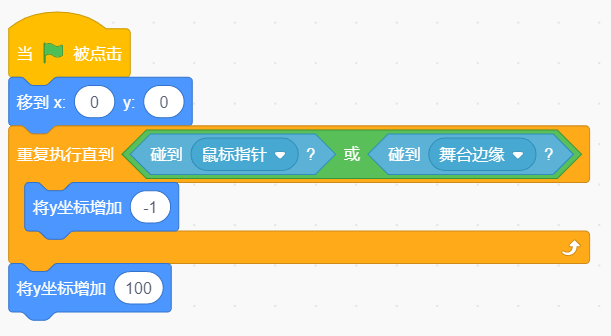 当 被点击
移到 x: 0 y: 0
重复执行直到 碰到 鼠标指针 ? 或 碰到 舞台边缘 ?
将y坐标增加 -1
将y坐标增加 100